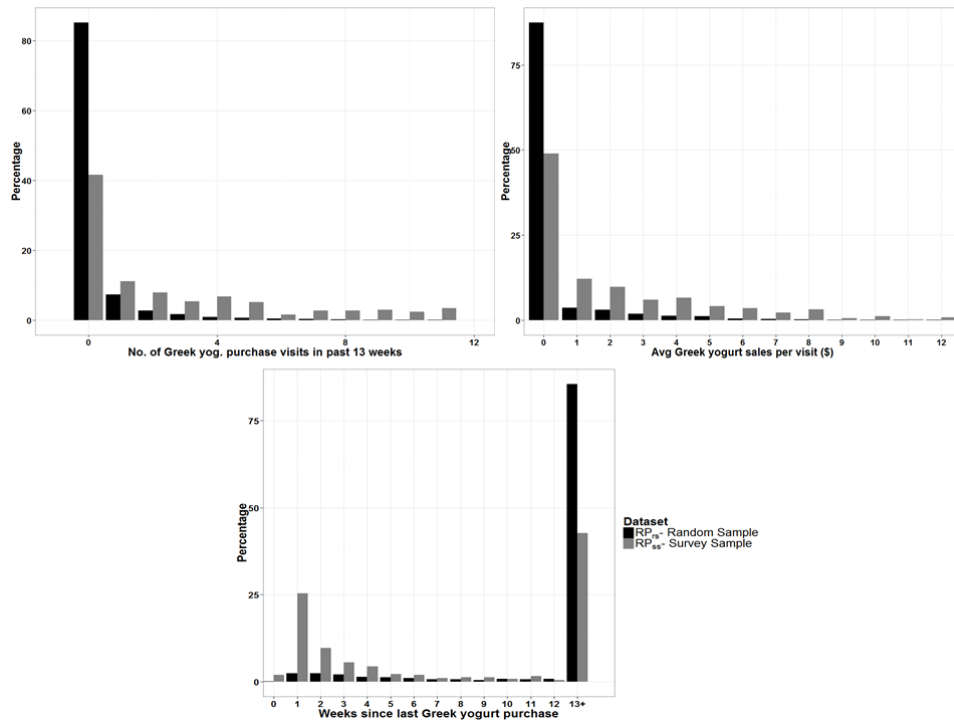 80
60
40
20
0
Percentage
0 4 8 12
No. of Greek yog. purchase visits in past 13 weeks
75
50
25
0
Percentage
0 1 2 3 4 5 6 7 8 9 10 11 12
Avg Greek yogurt sales per visit ($)
75
50
25
0
Percentage
0 1 2 3 4 5 6 7 8 9 10 11 12 13+
Weeks since last Greek yogurt purchase
Dataset
RPrs- Random Sample
RPss- Survey Sample